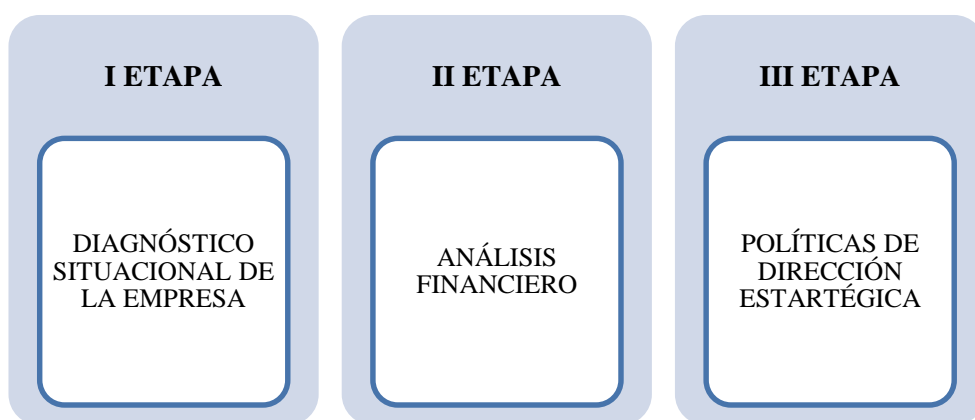 I ETAPA
DIAGNÓSTICO
SITUACIONAL DE
LA EMPRESA
II ETAPA
ANÁLISIS
FINANCIERO
III ETAPA
POLÍTICAS DE
DIRECCIÓN
ESTARTÉGICA